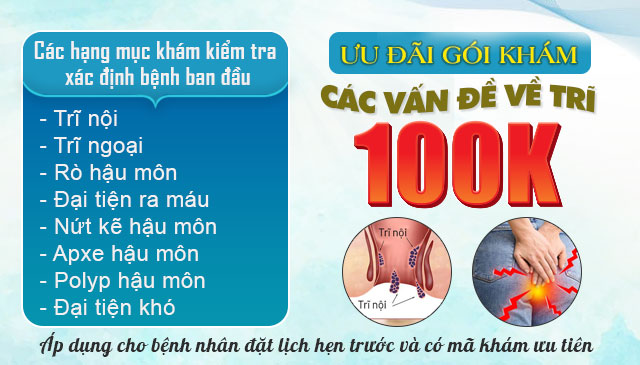 Các hạng mục khám kiểm tra
xác định bệnh ban đầu
- Trĩ nội
- Trĩ ngoại
- Rò hậu môn
- Đại tiện ra máu
- Nứt kẽ hậu môn
- Apxe hậu môn
- Polyp hậu môn
- Đại tiện khó
ƯU ĐÃI GÓI KHÁM
CÁC VẤN ĐỀ VỀ TRĨ
100K
Trĩ nội
Trĩ nội
Áp dụng cho bệnh nhân đặt lịch hẹn trước và có mã khám ưu tiên